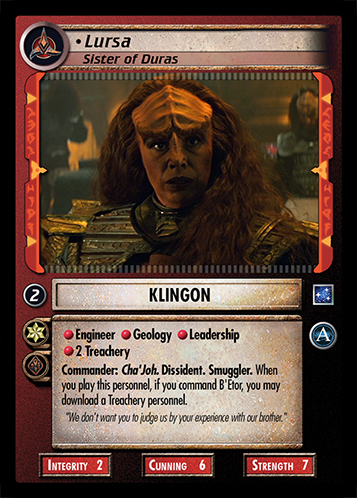 • Lursa
Sister of Duras
2
KLINGON
A
• Engineer • Geology • Leadership
• 2 Treachery
Commander: Cha'Joh. Dissident. Smuggler. When
you play this personnel, if you command B'Etor, you may
download a Treachery personnel.
"We don't want you to judge us by your experience with our brother."
INTEGRITY 2 CUNNING 6 STRENGTH 7